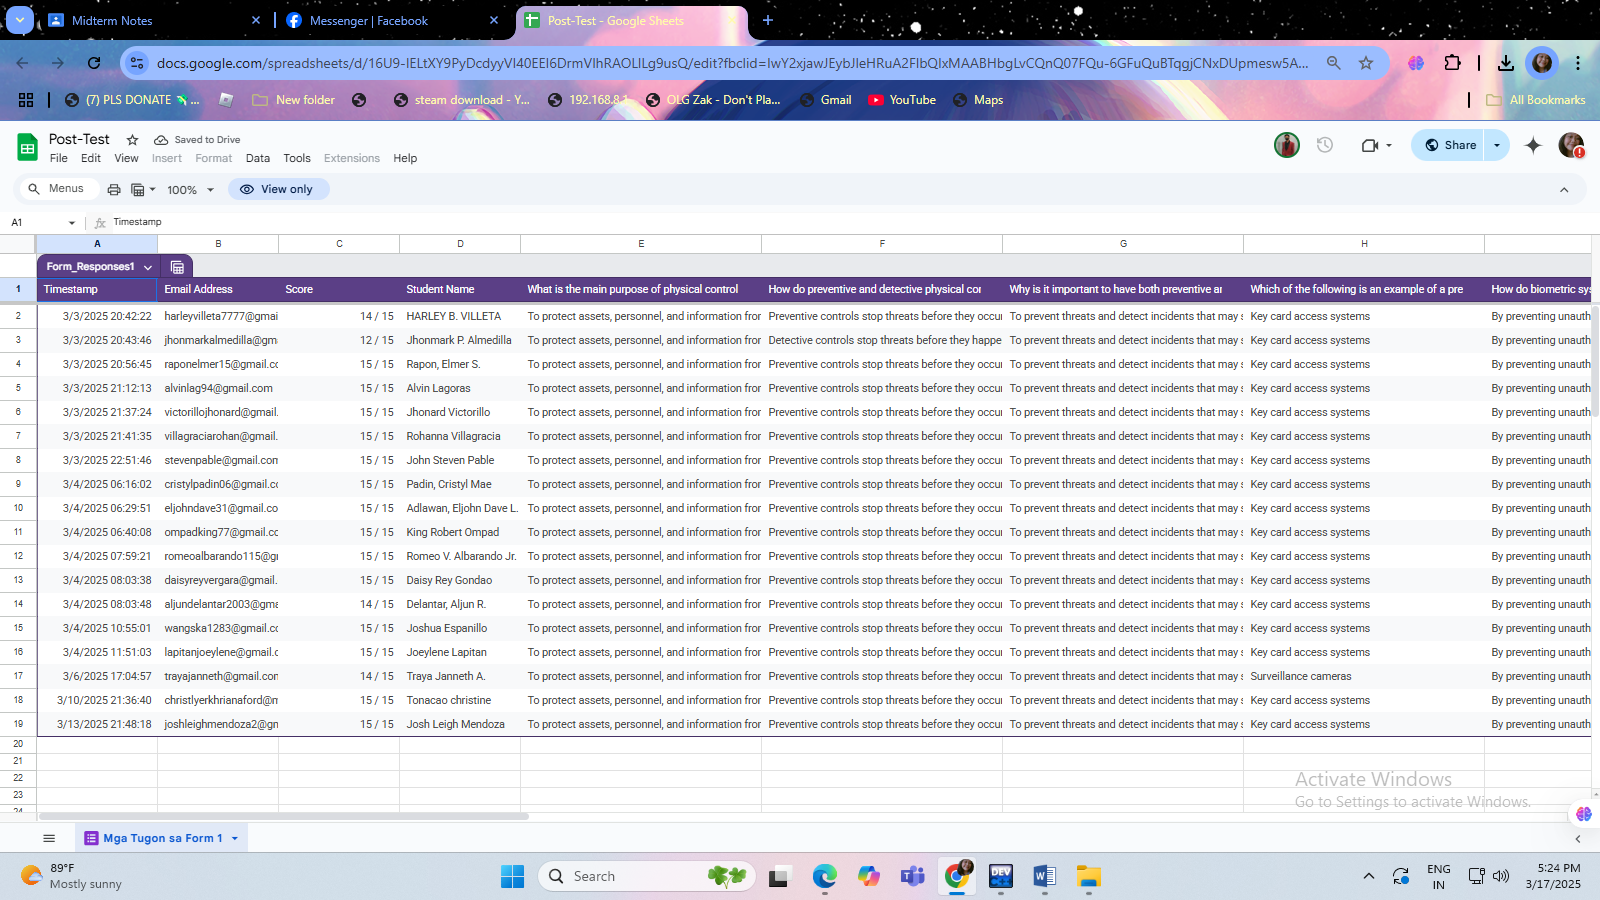 Midterm Notes
Messenger | Facebook
Post-Test - Google Sheets
docs.google.com/spreadsheets/d/
(7) PLS DONATE
New folder
steam download - Y...
192.168.8.1
OLG Zak - Don't Pla...
Gmail
YouTube
Maps
All Bookmarks
Post-Test
Saved to Drive
File Edit View Insert Format Data Tools Extensions Help
Share
Menus
100%
View only
A1
Timestamp
A B C D E F G H
Form_Responses1
1 Timestamp Email Address Score Student Name What is the main purpose of physical control How do preventive and detective physical cor Why is it important to have both preventive ar Which of the following is an example of a pre How do biometric sys
2 3/3/2025 20:42:22 harleyvilleta7777@gmai 14 / 15 HARLEY B. VILLETA To protect assets, personnel, and information fror Preventive controls stop threats before they occur To prevent threats and detect incidents that may s Key card access systems By preventing unauth
3 3/3/2025 20:43:46 jhonmarkalmedilla@gm 12 / 15 Jhonmark P. Almedilla To protect assets, personnel, and information fror Detective controls stop threats before they happe To prevent threats and detect incidents that may s Key card access systems By preventing unauth
4 3/3/2025 20:56:45 raponelmer15@gmail.cc 15 / 15 Rapon, Elmer S. To protect assets, personnel, and information fror Preventive controls stop threats before they occur To prevent threats and detect incidents that may s Key card access systems By preventing unauth
5 3/3/2025 21:12:13 alvinlag94@gmail.com 15 / 15 Alvin Lagoras To protect assets, personnel, and information fror Preventive controls stop threats before they occur To prevent threats and detect incidents that may s Key card access systems By preventing unauth
6 3/3/2025 21:37:24 victorillojhonard@gmail. 15 / 15 Jhonard Victorillo To protect assets, personnel, and information fror Preventive controls stop threats before they occur To prevent threats and detect incidents that may s Key card access systems By preventing unauth
7 3/3/2025 21:41:35 villagraciarohan@gmail. 15 / 15 Rohanna Villagracia To protect assets, personnel, and information fror Preventive controls stop threats before they occur To prevent threats and detect incidents that may s Key card access systems By preventing unauth
8 3/3/2025 22:51:46 stevenpable@gmail.com 15 / 15 John Steven Pable To protect assets, personnel, and information fror Preventive controls stop threats before they occur To prevent threats and detect incidents that may s Key card access systems By preventing unauth
9 3/4/2025 06:16:02 cristylpadin06@gmail.cc 15 / 15 Padin, Cristyl Mae To protect assets, personnel, and information fror Preventive controls stop threats before they occur To prevent threats and detect incidents that may s Key card access systems By preventing unauth
10 3/4/2025 06:29:51 eljohndave31@gmail.co 15 / 15 Adlawan, Eljohn Dave L. To protect assets, personnel, and information fror Preventive controls stop threats before they occur To prevent threats and detect incidents that may s Key card access systems By preventing unauth
11 3/4/2025 06:40:08 ompadking77@gmail.cc 15 / 15 King Robert Ompad To protect assets, personnel, and information fror Preventive controls stop threats before they occur To prevent threats and detect incidents that may s Key card access systems By preventing unauth
12 3/4/2025 07:59:21 romeoalbarando115@gr 15 / 15 Romeo V. Albarando Jr. To protect assets, personnel, and information fror Preventive controls stop threats before they occur To prevent threats and detect incidents that may s Key card access systems By preventing unauth
13 3/4/2025 08:03:38 daisyreyvergara@gmail. 15 / 15 Daisy Rey Gondao To protect assets, personnel, and information fror Preventive controls stop threats before they occur To prevent threats and detect incidents that may s Key card access systems By preventing unauth
14 3/4/2025 08:03:48 aljundelantar2003@gma 14 / 15 Delantar, Aljun R. To protect assets, personnel, and information fror Preventive controls stop threats before they occur To prevent threats and detect incidents that may s Key card access systems By preventing unauth
15 3/4/2025 10:55:01 wangska1283@gmail.cc 15 / 15 Joshua Espanillo To protect assets, personnel, and information fror Preventive controls stop threats before they occur To prevent threats and detect incidents that may s Key card access systems By preventing unauth
16 3/4/2025 11:51:03 lapitanjoeylene@gmail.c 15 / 15 Joeylene Lapitan To protect assets, personnel, and information fror Preventive controls stop threats before they occur To prevent threats and detect incidents that may s Key card access systems By preventing unauth
17 3/6/2025 17:04:57 trayajanneth@gmail.com 14 / 15 Traya Janneth A. To protect assets, personnel, and information fror Preventive controls stop threats before they occur To prevent threats and detect incidents that may s Surveillance cameras By preventing unauth
18 3/10/2025 21:36:40 christlyerkhrianaford@n 15 / 15 Tonacao christine To protect assets, personnel, and information fror Preventive controls stop threats before they occur To prevent threats and detect incidents that may s Key card access systems By preventing unauth
19 3/13/2025 21:48:18 joshleighmendoza2@gn 15 / 15 Josh Leigh Mendoza To protect assets, personnel, and information fror Preventive controls stop threats before they occur To prevent threats and detect incidents that may s Key card access systems By preventing unauth
20
21
22
23
24
Activate Windows
Go to Settings to activate Windows.
Mga Tugon sa Form 1
89°F
Mostly sunny
Search
DEV
ENG
IN
5:24 PM
3/17/2025